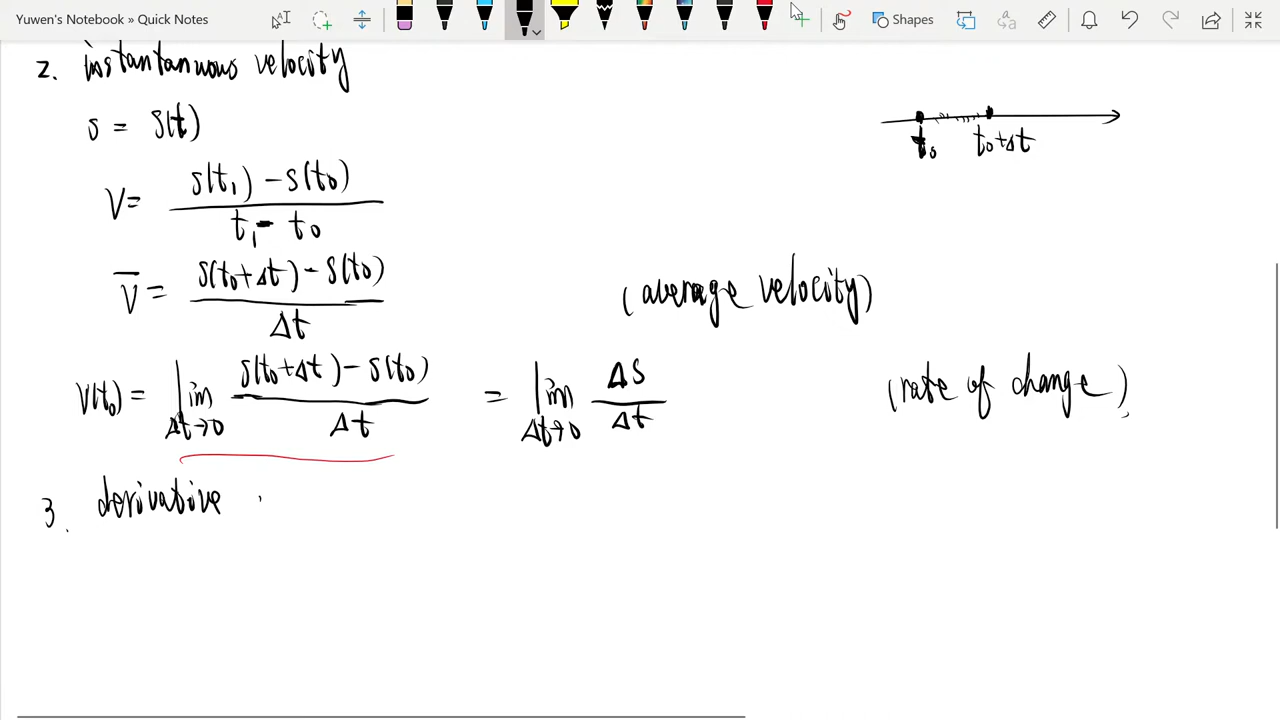 Yuwen's Notebook » Quick Notes
Shapes
2. instantanuous velocity
s = s(t)
t₀ t₀+Δt
V = (s(t₁) - s(t₀)) / (t₁ - t₀)
V̅ = (s(t₀+Δt) - s(t₀)) / Δt (average velocity)
V(t₀) = lim Δt→0 (s(t₀+Δt) - s(t₀)) / Δt = lim Δt→0 ΔS / Δt (rate of change)
3. derivative